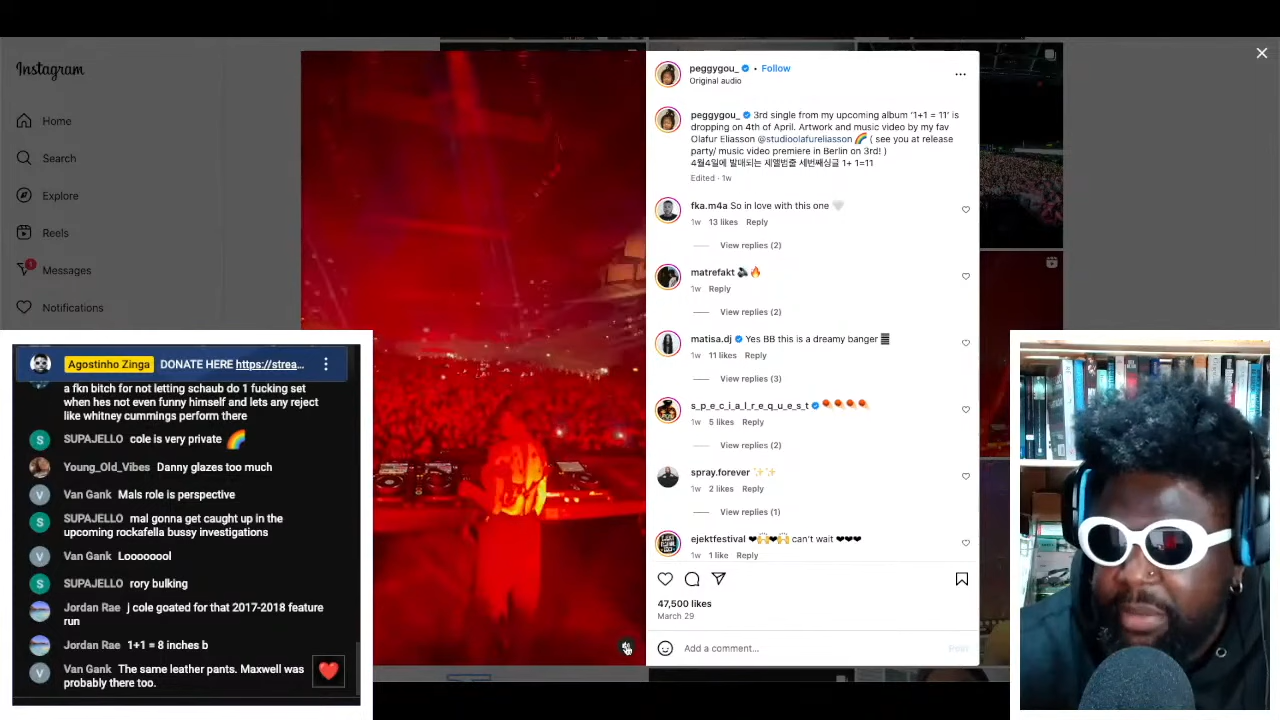 Instagram
Home
Search
Explore
Reels
1
Messages
Notifications
peggygou_ • Follow
Original audio
peggygou_ 3rd single from my upcoming album '1+1 = 11' is
dropping on 4th of April. Artwork and music video by my fav
Olafur Eliasson @studioolafureliasson 🌈 ( see you at release
party/ music video premiere in Berlin on 3rd! )
4월4일에 발매되는 제앨범줄 세번째싱글 1+ 1=11
Edited · 1w
fka.m4a So in love with this one 🤍
1w 13 likes Reply
View replies (2)
matrefakt 🔊🔥
1w Reply
View replies (2)
matisa.dj Yes BB this is a dreamy banger
1w 11 likes Reply
View replies (3)
s_p_e_c_i_a_l_r_e_q_u_e_s_t
1w 5 likes Reply
View replies (2)
spray.forever ✨✨
1w 2 likes Reply
View replies (1)
ejektfestival ❤🙌❤🙌 can't wait ❤❤❤
1w 1 like Reply
47,500 likes
March 29
Add a comment...
Post
Agostinho Zinga DONATE HERE https://strea...
a fkn bitch for not letting schaub do 1 fucking set
when hes not even funny himself and lets any reject
like whitney cummings perform there
S SUPAJELLO cole is very private 🌈
Young_Old_Vibes Danny glazes too much
V Van Gank Mals role is perspective
S SUPAJELLO mal gonna get caught up in the
upcoming rockafella bussy investigations
V Van Gank Loooooool
S SUPAJELLO rory bulking
Jordan Rae j cole goated for that 2017-2018 feature
run
Jordan Rae 1+1 = 8 inches b
V Van Gank The same leather pants. Maxwell was
probably there too.